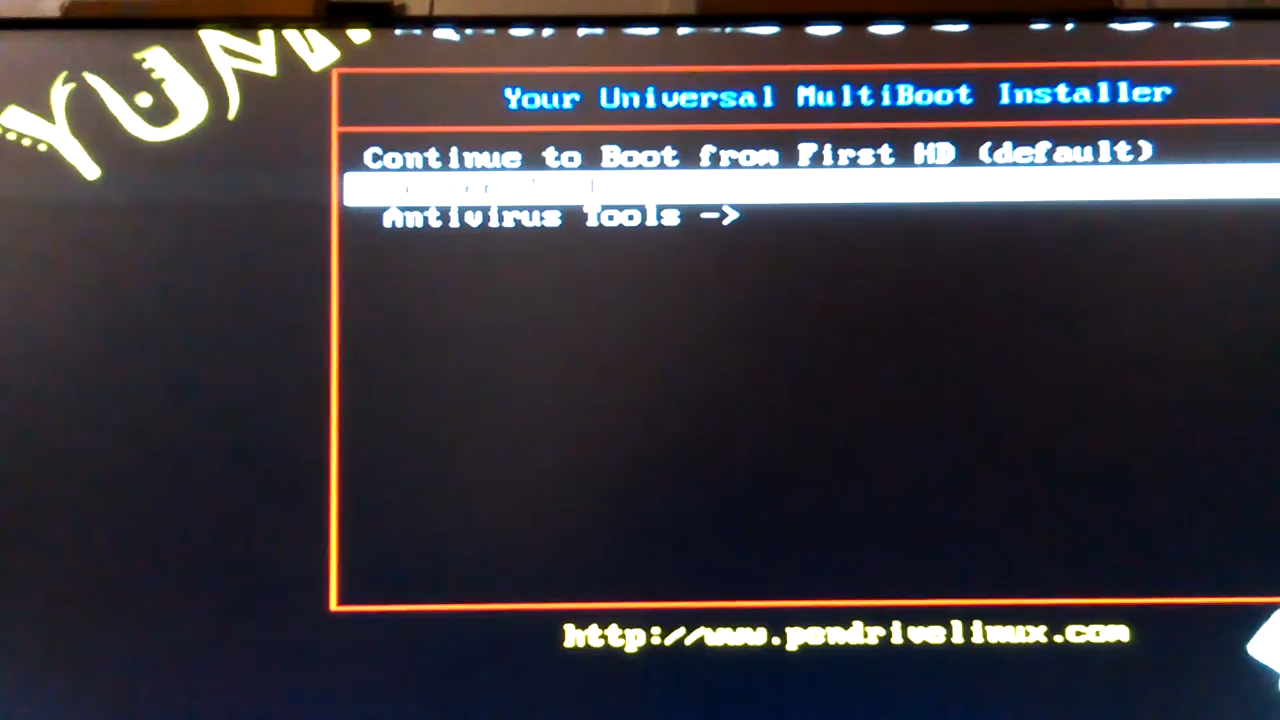 YUMI
Your Universal MultiBoot Installer
Continue to Boot from First HD (default)
Antivirus Tools ->
http://www.pendrivelinux.com